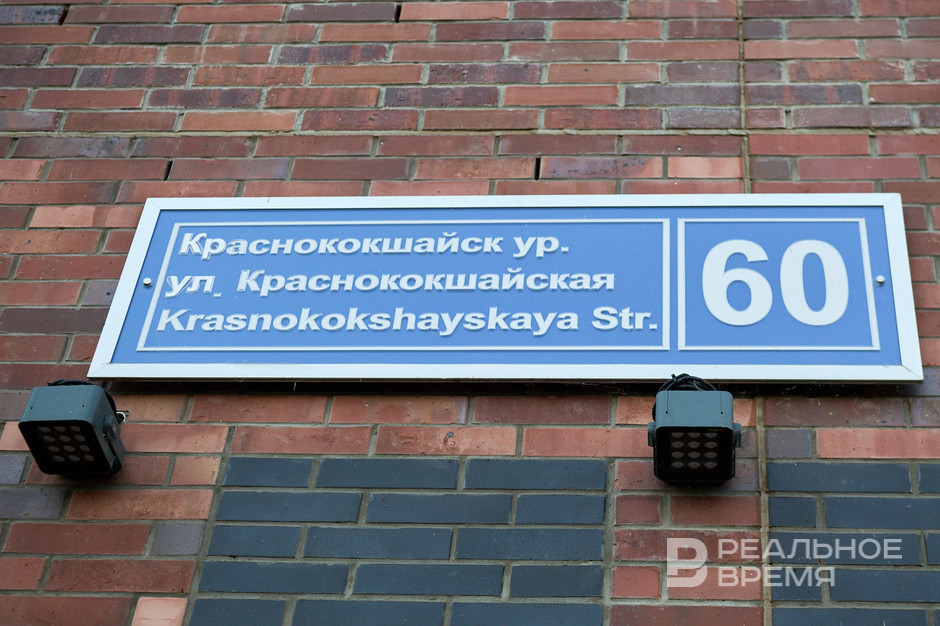 Краснококшайск ур.
ул. Краснококшайская
Krasnokokshayskaya Str.
60
РЕАЛЬНОЕ
ВРЕМЯ